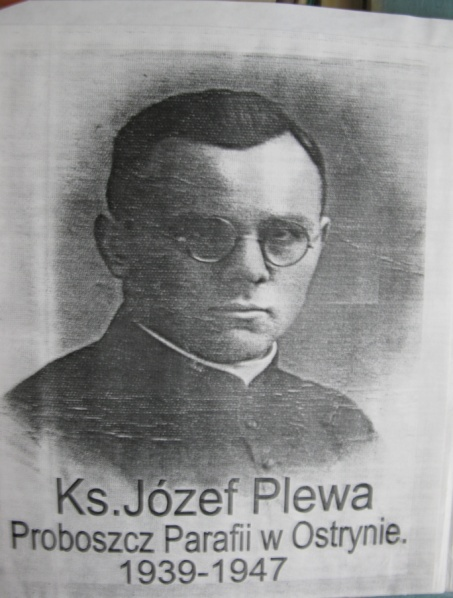 Ks.Józef Plewa
Proboszcz Parafii w Ostrynie.
1939-1947